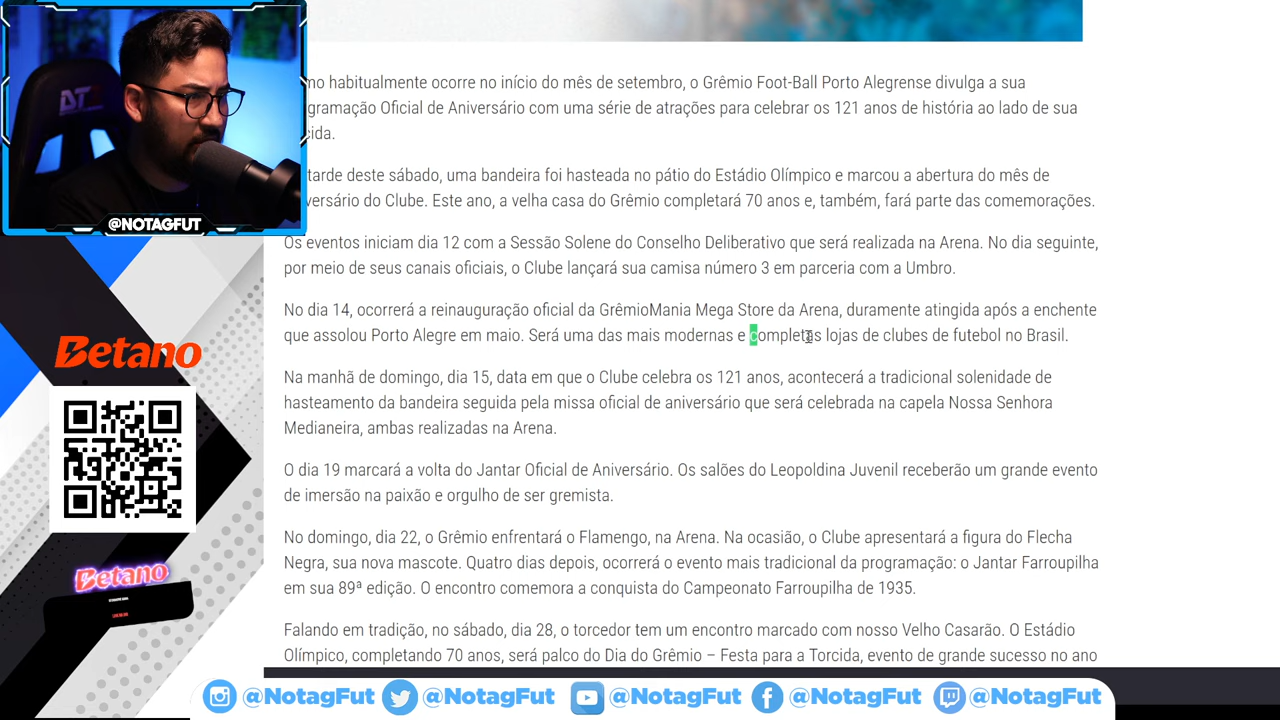 @NOTAGFUT
mo habitualmente ocorre no início do mês de setembro, o Grêmio Foot-Ball Porto Alegrense divulga a sua
gramação Oficial de Aniversário com uma série de atrações para celebrar os 121 anos de história ao lado de sua
cida.
tarde deste sábado, uma bandeira foi hasteada no pátio do Estádio Olímpico e marcou a abertura do mês de
versário do Clube. Este ano, a velha casa do Grêmio completará 70 anos e, também, fará parte das comemorações.
Os eventos iniciam dia 12 com a Sessão Solene do Conselho Deliberativo que será realizada na Arena. No dia seguinte,
por meio de seus canais oficiais, o Clube lançará sua camisa número 3 em parceria com a Umbro.
No dia 14, ocorrerá a reinauguração oficial da GrêmioMania Mega Store da Arena, duramente atingida após a enchente
que assolou Porto Alegre em maio. Será uma das mais modernas e completas lojas de clubes de futebol no Brasil.
Na manhã de domingo, dia 15, data em que o Clube celebra os 121 anos, acontecerá a tradicional solenidade de
hasteamento da bandeira seguida pela missa oficial de aniversário que será celebrada na capela Nossa Senhora
Medianeira, ambas realizadas na Arena.
O dia 19 marcará a volta do Jantar Oficial de Aniversário. Os salões do Leopoldina Juvenil receberão um grande evento
de imersão na paixão e orgulho de ser gremista.
No domingo, dia 22, o Grêmio enfrentará o Flamengo, na Arena. Na ocasião, o Clube apresentará a figura do Flecha
Negra, sua nova mascote. Quatro dias depois, ocorrerá o evento mais tradicional da programação: o Jantar Farroupilha
em sua 89ª edição. O encontro comemora a conquista do Campeonato Farroupilha de 1935.
Falando em tradição, no sábado, dia 28, o torcedor tem um encontro marcado com nosso Velho Casarão. O Estádio
Olímpico, completando 70 anos, será palco do Dia do Grêmio – Festa para a Torcida, evento de grande sucesso no ano
Betano
Betano
@NotagFut @NotagFut @NotagFut @NotagFut @NotagFut